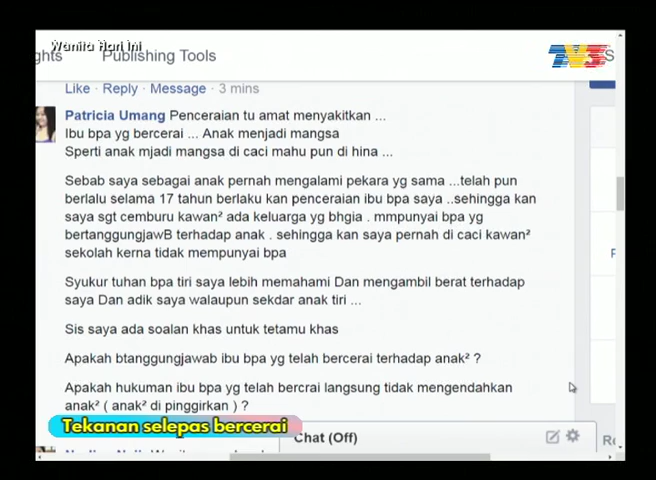 Wanita Hari Ini
ghts Publishing Tools
TV3
S
Like · Reply · Message · 3 mins
Patricia Umang Penceraian tu amat menyakitkan ...
Ibu bpa yg bercerai ... Anak menjadi mangsa
Sperti anak mjadi mangsa di caci mahu pun di hina ...
Sebab saya sebagai anak pernah mengalami pekara yg sama ...telah pun
berlalu selama 17 tahun berlaku kan penceraian ibu bpa saya ..sehingga kan
saya sgt cemburu kawan² ada keluarga yg bhgia . mmpunyai bpa yg
bertanggungjawB terhadap anak . sehingga kan saya pernah di caci kawan²
sekolah kerna tidak mempunyai bpa
Syukur tuhan bpa tiri saya lebih memahami Dan mengambil berat terhadap
saya Dan adik saya walaupun sekdar anak tiri ...
Sis saya ada soalan khas untuk tetamu khas
Apakah btanggungjawab ibu bpa yg telah bercerai terhadap anak² ?
Apakah hukuman ibu bpa yg telah bercrai langsung tidak mengendahkan
anak² ( anak² di pinggirkan ) ?
Tekanan selepas bercerai
Chat (Off)